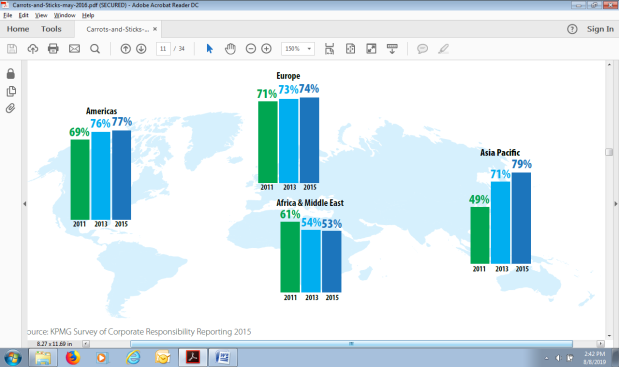 Carrots-and-Sticks-may-2018.pdf (SECURED) - Adobe Acrobat Reader DC
File Edit View Window Help
Home Tools Carrots-and-Sticks-... × Sign In
11 / 34 150%
Europe
71% 73% 74%
2011 2013 2015
Americas
69% 76% 77%
2011 2013 2015
Asia Pacific
49% 71% 79%
2011 2013 2015
Africa & Middle East
61% 54% 53%
2011 2013 2015
ource: KPMG Survey of Corporate Responsibility Reporting 2015
8.27 x 11.69 in
2:42 PM
8/8/2018